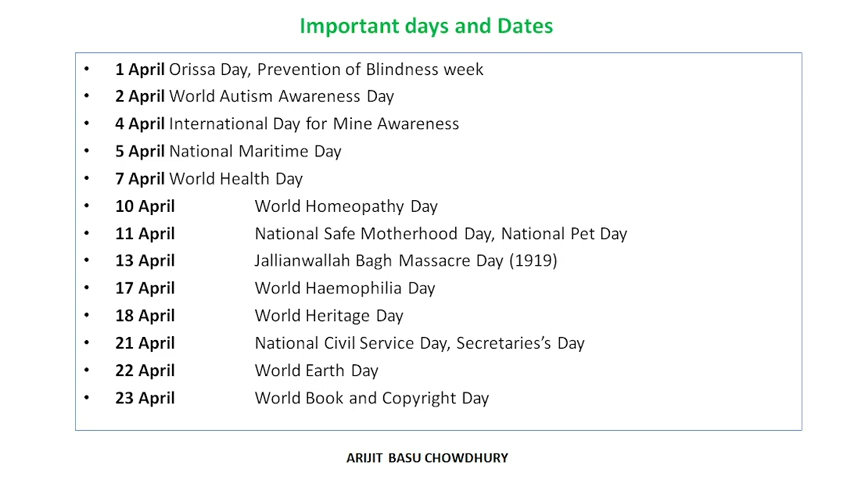 Important days and Dates
• 1 April Orissa Day, Prevention of Blindness week
• 2 April World Autism Awareness Day
• 4 April International Day for Mine Awareness
• 5 April National Maritime Day
• 7 April World Health Day
• 10 April World Homeopathy Day
• 11 April National Safe Motherhood Day, National Pet Day
• 13 April Jallianwallah Bagh Massacre Day (1919)
• 17 April World Haemophilia Day
• 18 April World Heritage Day
• 21 April National Civil Service Day, Secretaries’s Day
• 22 April World Earth Day
• 23 April World Book and Copyright Day
ARIJIT BASU CHOWDHURY